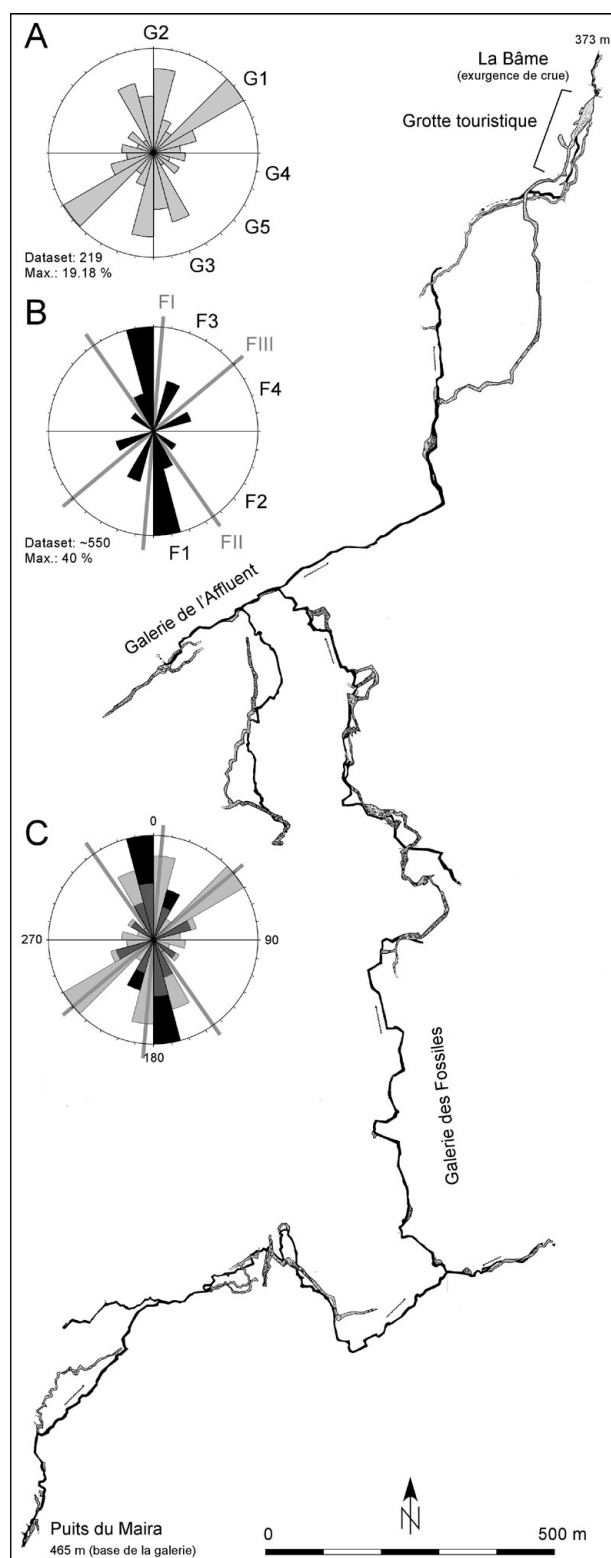 A
G2
G1
G4
G5
G3
Dataset: 219
Max.: 19.18 %
373 m
La Bâme
(exurgence de crue)
Grotte touristique
B
FI
F3
FIII
F4
F2
FII
F1
Dataset: ~550
Max.: 40 %
Galerie de l'Affluent
C
0
270
90
180
Galerie des Fossiles
Puits du Maira
465 m (base de la galerie)
N
0
500 m